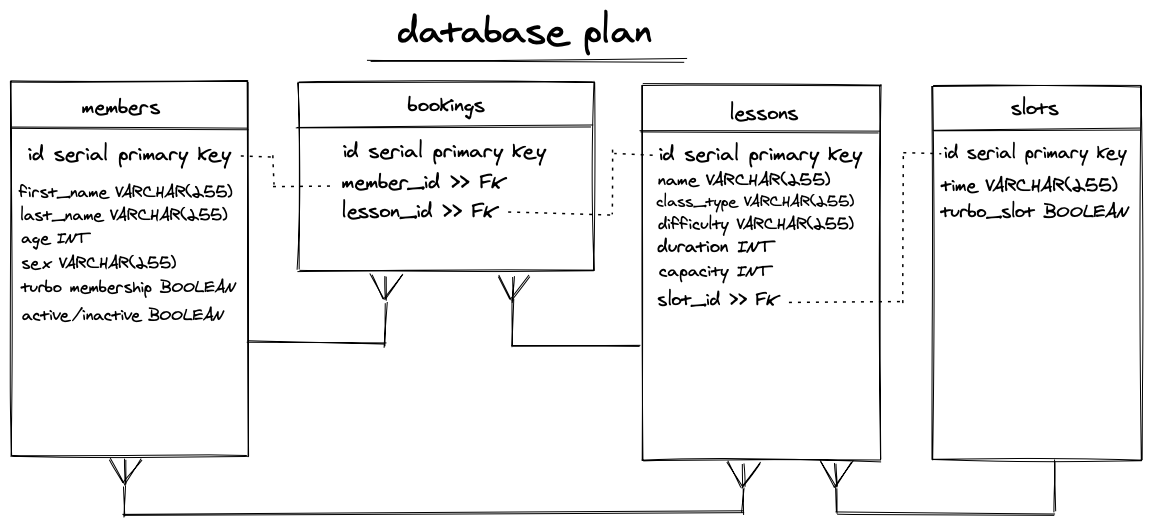 database plan
members
id serial primary key
first_name VARCHAR(255)
last_name VARCHAR(255)
age INT
sex VARCHAR(255)
turbo membership BOOLEAN
active/inactive BOOLEAN
bookings
id serial primary key
member_id >> FK
lesson_id >> FK
lessons
id serial primary key
name VARCHAR(255)
class_type VARCHAR(255)
difficulty VARCHAR(255)
duration INT
capacity INT
slot_id >> FK
slots
id serial primary key
time VARCHAR(255)
turbo_slot BOOLEAN